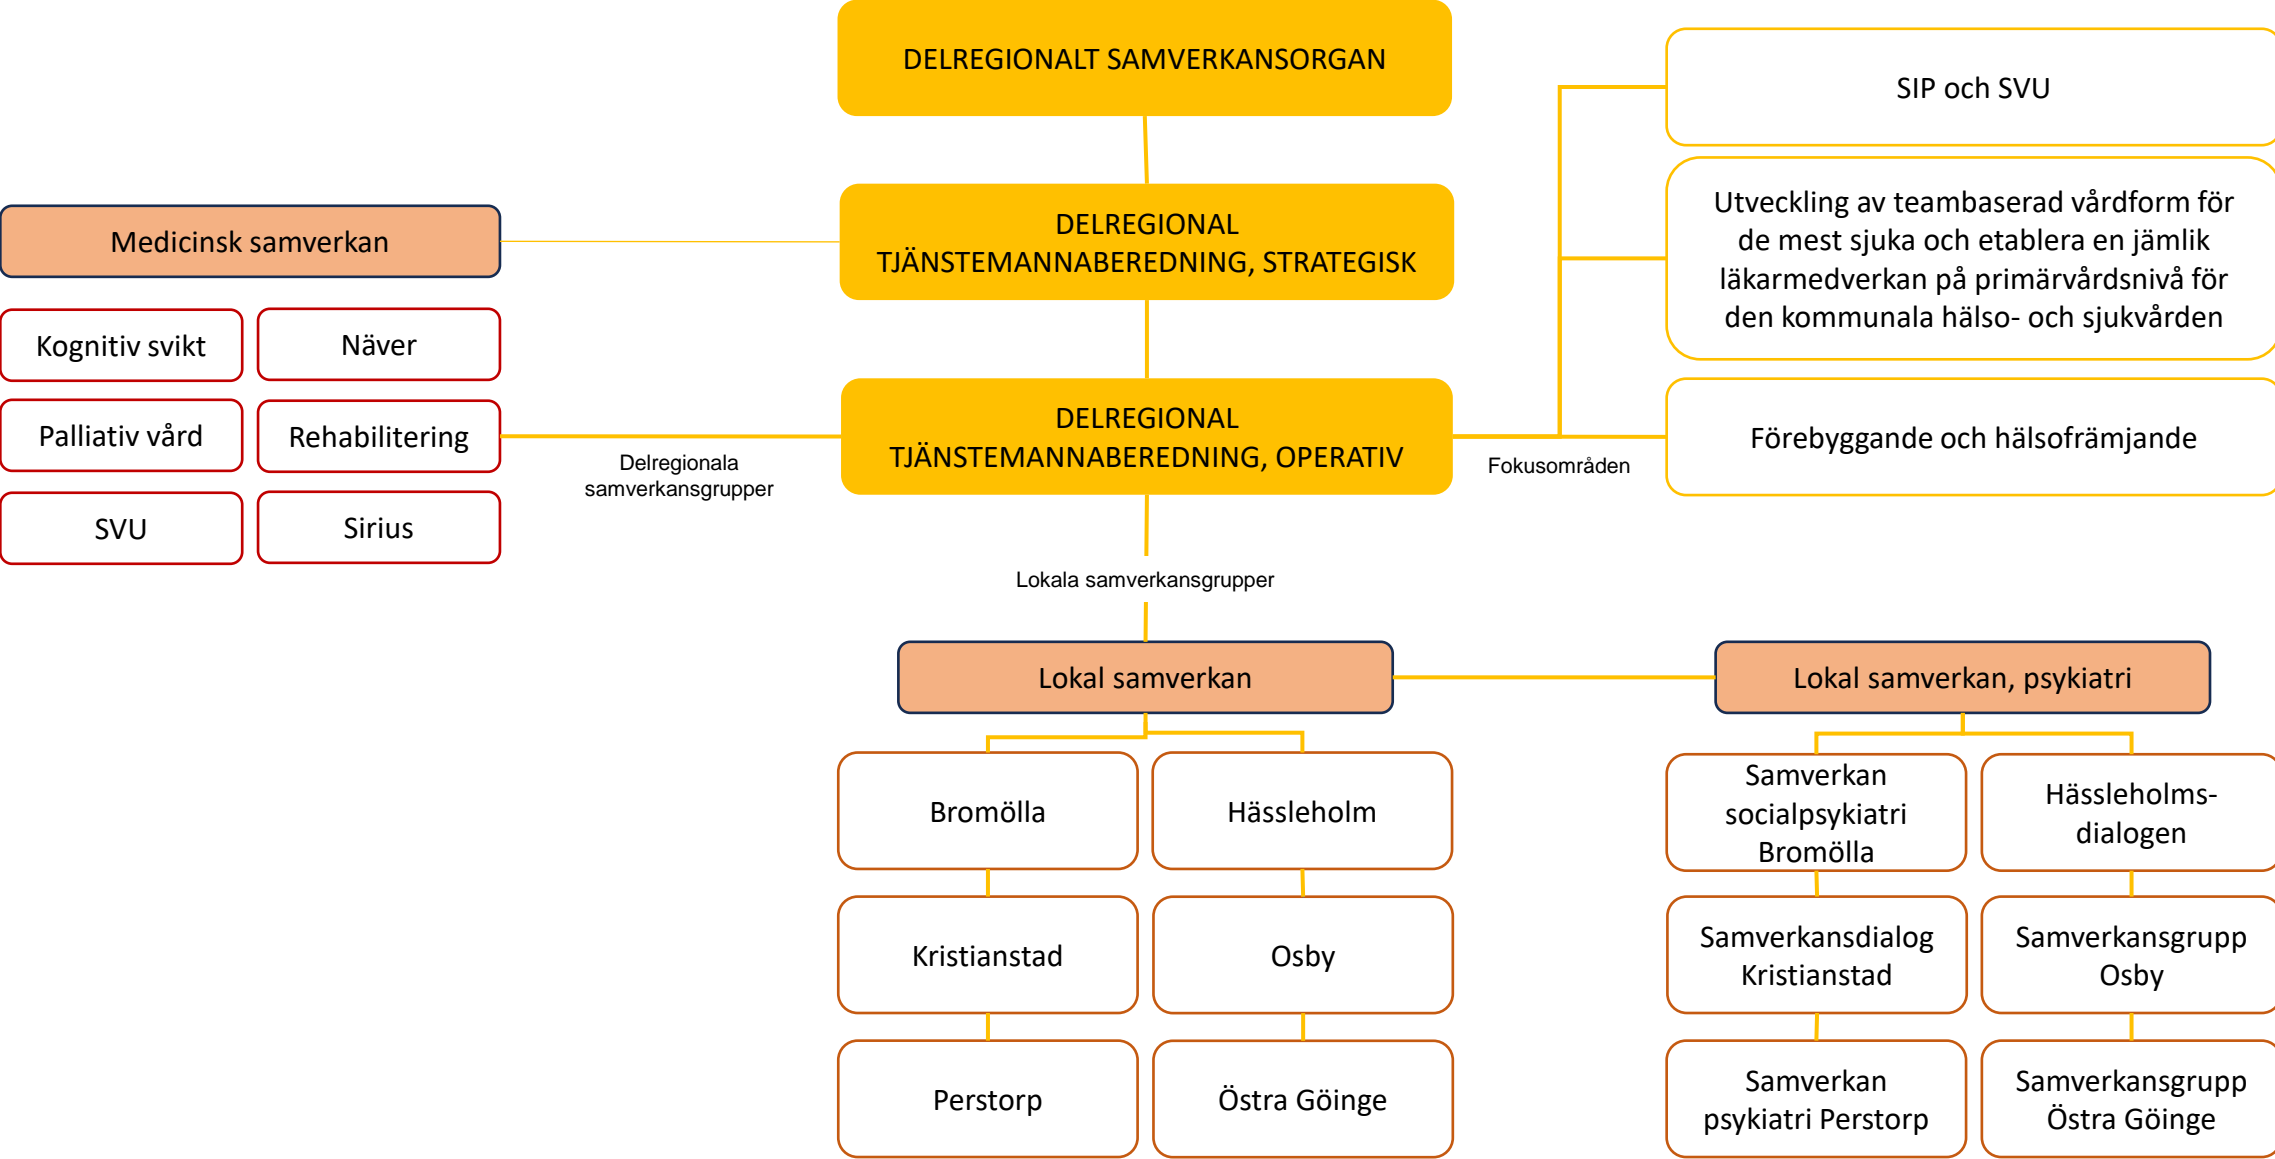 DELREGIONALT SAMVERKANSORGAN
SIP och SVU
Medicinsk samverkan
DELREGIONAL
TJÄNSTEMANNABEREDNING, STRATEGISK
Utveckling av teambaserad vårdform för
de mest sjuka och etablera en jämlik
läkarmedverkan på primärvårdsnivå för
den kommunala hälso- och sjukvården
Kognitiv svikt
Näver
Palliativ vård
Rehabilitering
SVU
Sirius
Delregionala
samverkansgrupper
DELREGIONAL
TJÄNSTEMANNABEREDNING, OPERATIV
Fokusområden
Förebyggande och hälsofrämjande
Lokala samverkansgrupper
Lokal samverkan
Lokal samverkan, psykiatri
Bromölla
Hässleholm
Kristianstad
Osby
Perstorp
Östra Göinge
Samverkan
socialpsykiatri
Bromölla
Hässleholms-
dialogen
Samverkansdialog
Kristianstad
Samverkansgrupp
Osby
Samverkan
psykiatri Perstorp
Samverkansgrupp
Östra Göinge